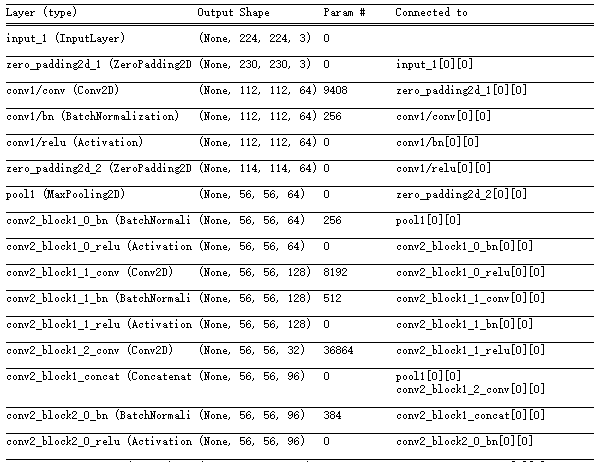 Layer (type) Output Shape Param # Connected to
input_1 (InputLayer) (None, 224, 224, 3) 0
zero_padding2d_1 (ZeroPadding2D (None, 230, 230, 3) 0 input_1[0][0]
conv1/conv (Conv2D) (None, 112, 112, 64) 9408 zero_padding2d_1[0][0]
conv1/bn (BatchNormalization) (None, 112, 112, 64) 256 conv1/conv[0][0]
conv1/relu (Activation) (None, 112, 112, 64) 0 conv1/bn[0][0]
zero_padding2d_2 (ZeroPadding2D (None, 114, 114, 64) 0 conv1/relu[0][0]
pool1 (MaxPooling2D) (None, 56, 56, 64) 0 zero_padding2d_2[0][0]
conv2_block1_0_bn (BatchNormali (None, 56, 56, 64) 256 pool1[0][0]
conv2_block1_0_relu (Activation (None, 56, 56, 64) 0 conv2_block1_0_bn[0][0]
conv2_block1_1_conv (Conv2D) (None, 56, 56, 128) 8192 conv2_block1_0_relu[0][0]
conv2_block1_1_bn (BatchNormali (None, 56, 56, 128) 512 conv2_block1_1_conv[0][0]
conv2_block1_1_relu (Activation (None, 56, 56, 128) 0 conv2_block1_1_bn[0][0]
conv2_block1_2_conv (Conv2D) (None, 56, 56, 32) 36864 conv2_block1_1_relu[0][0]
conv2_block1_concat (Concatenat (None, 56, 56, 96) 0 pool1[0][0]
conv2_block1_2_conv[0][0]
conv2_block2_0_bn (BatchNormali (None, 56, 56, 96) 384 conv2_block1_concat[0][0]
conv2_block2_0_relu (Activation (None, 56, 56, 96) 0 conv2_block2_0_bn[0][0]